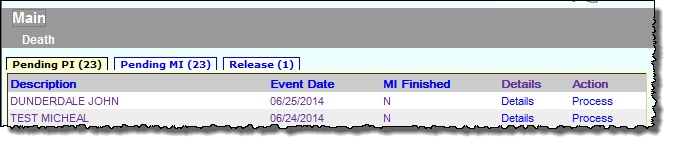 Main
Death
Pending PI (23) Pending MI (23) Release (1)
Description Event Date MI Finished Details Action
DUNDERDALE JOHN 06/25/2014 N Details Process
TEST MICHEAL 06/24/2014 N Details Process